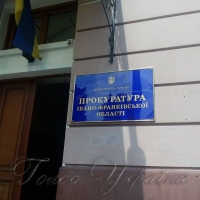 ПРОКУРАТУРА
ІВАНО-ФРАНКІВСЬКОЇ
ОБЛАСТІ
Голос України